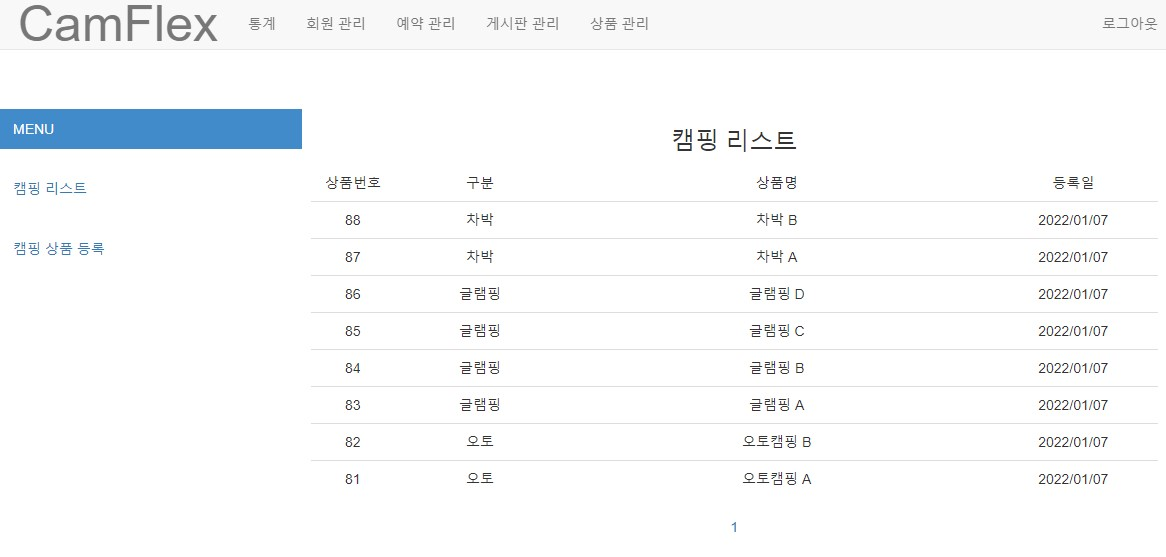 CamFlex 통계 회원 관리 예약 관리 게시판 관리 상품 관리 로그아웃
MENU
캠핑 리스트
캠핑 상품 등록
캠핑 리스트
상품번호 구분 상품명 등록일
88 차박 차박 B 2022/01/07
87 차박 차박 A 2022/01/07
86 글램핑 글램핑 D 2022/01/07
85 글램핑 글램핑 C 2022/01/07
84 글램핑 글램핑 B 2022/01/07
83 글램핑 글램핑 A 2022/01/07
82 오토 오토캠핑 B 2022/01/07
81 오토 오토캠핑 A 2022/01/07
1